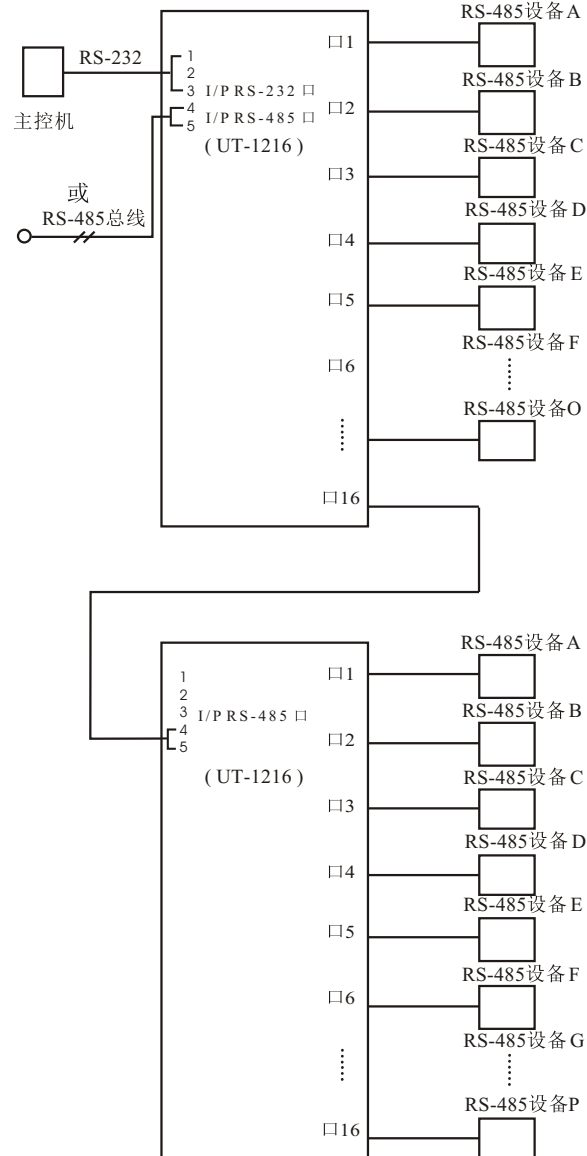 RS-485设备A
口1
RS-232
1
2
3 I/P RS-232 口
4 I/P RS-485 口
5
(UT-1216)
主控机
RS-485设备B
口2
RS-485设备C
口3
或
RS-485总线
RS-485设备D
口4
RS-485设备E
口5
RS-485设备F
口6
RS-485设备O
口16
RS-485设备A
口1
1
2
3 I/P RS-485 口
4
5
(UT-1216)
RS-485设备B
口2
RS-485设备C
口3
RS-485设备D
口4
RS-485设备E
口5
RS-485设备F
口6
RS-485设备G
RS-485设备P
口16